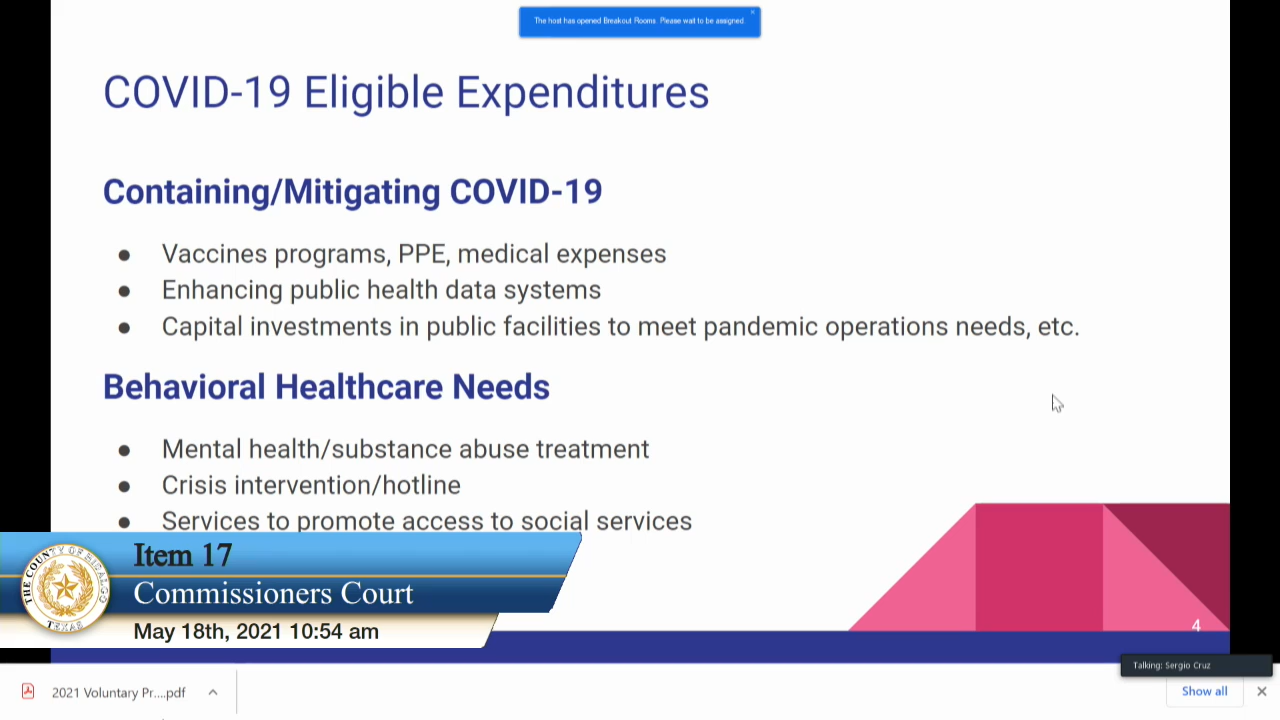 The host has opened Breakout Rooms. Please wait to be assigned.
COVID-19 Eligible Expenditures
Containing/Mitigating COVID-19
● Vaccines programs, PPE, medical expenses
● Enhancing public health data systems
● Capital investments in public facilities to meet pandemic operations needs, etc.
Behavioral Healthcare Needs
● Mental health/substance abuse treatment
● Crisis intervention/hotline
● Services to promote access to social services
THE COUNTY OF HIDALGO
TEXAS
Item 17
Commissioners Court
May 18th, 2021 10:54 am
4
Talking: Sergio Cruz
2021 Voluntary Pr....pdf
Show all